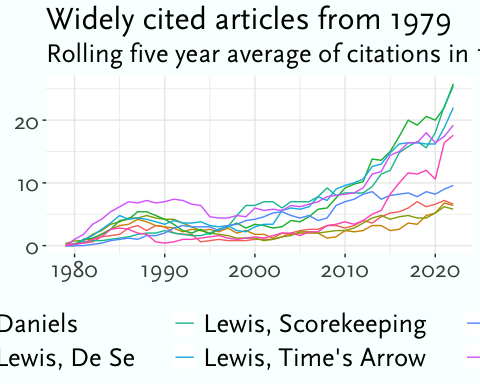 Widely cited articles from 1979
Rolling five year average of citations in
20
10
0
1980 1990 2000 2010 2020
Daniels Lewis, Scorekeeping
Lewis, De Se Lewis, Time's Arrow